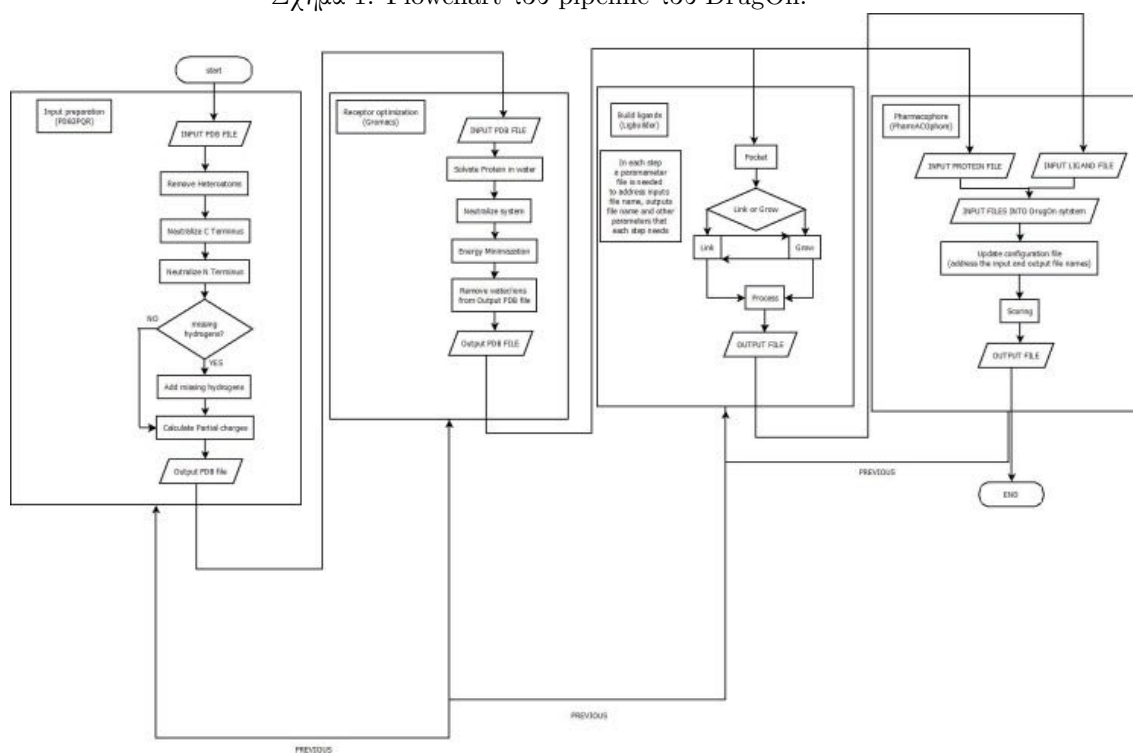 Σχήμα 1: Flowchart του pipeline του DrugOn.
start
Input preparation
(PDB2PQR)
INPUT PDB FILE
Remove Heteroatoms
Neutralize C Terminus
Neutralize N Terminus
missing
hydrogens?
NO
YES
Add missing hydrogens
Calculate Partial charges
Output PDB file
Receptor optimization
(Gromacs)
INPUT PDB FILE
Solvate Protein in water
Neutralize system
Energy Minimization
Remove water/ions
from Output PDB file
Output PDB FILE
Build ligands
(Ligbuilder)
In each step
a paramameter
file is needed
to address inputs
file name, outputs
file name and other
parameters that
each step needs
Pocket
Link or Grow
Link
Grow
Process
OUTPUT FILE
Pharmacophore
(PharmACOphore)
INPUT PROTEIN FILE
INPUT LIGAND FILE
INPUT FILES INTO DrugOn sytstem
Update configuration file
(address the input and output file names)
Scoring
OUTPUT FILE
PREVIOUS
END
PREVIOUS
PREVIOUS